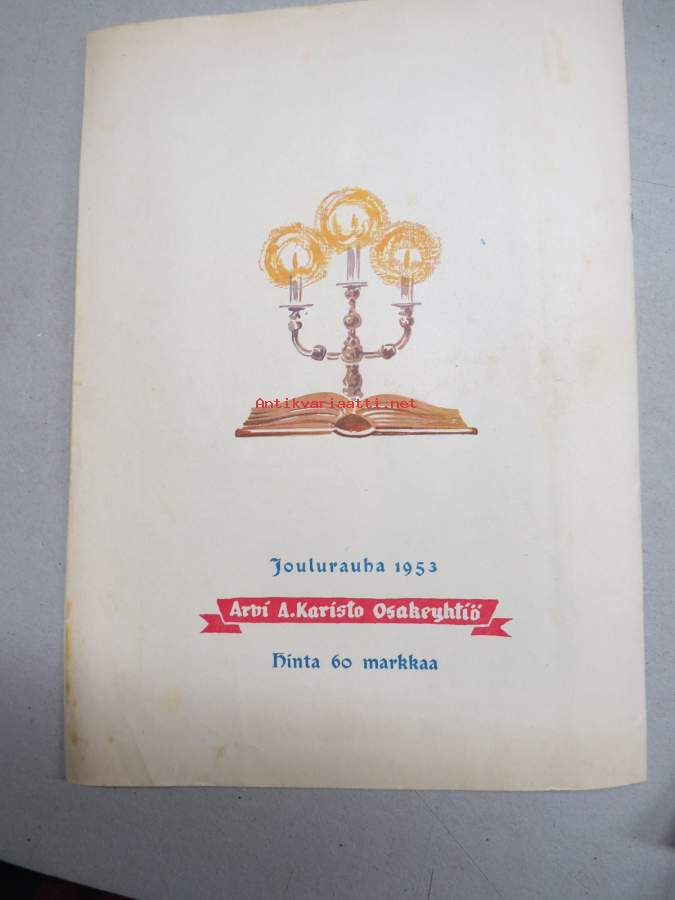 Antikvariaatti.net
Joulurauha 1953
Arvi A. Karisto Osakeyhtiö
Hinta 60 markkaa